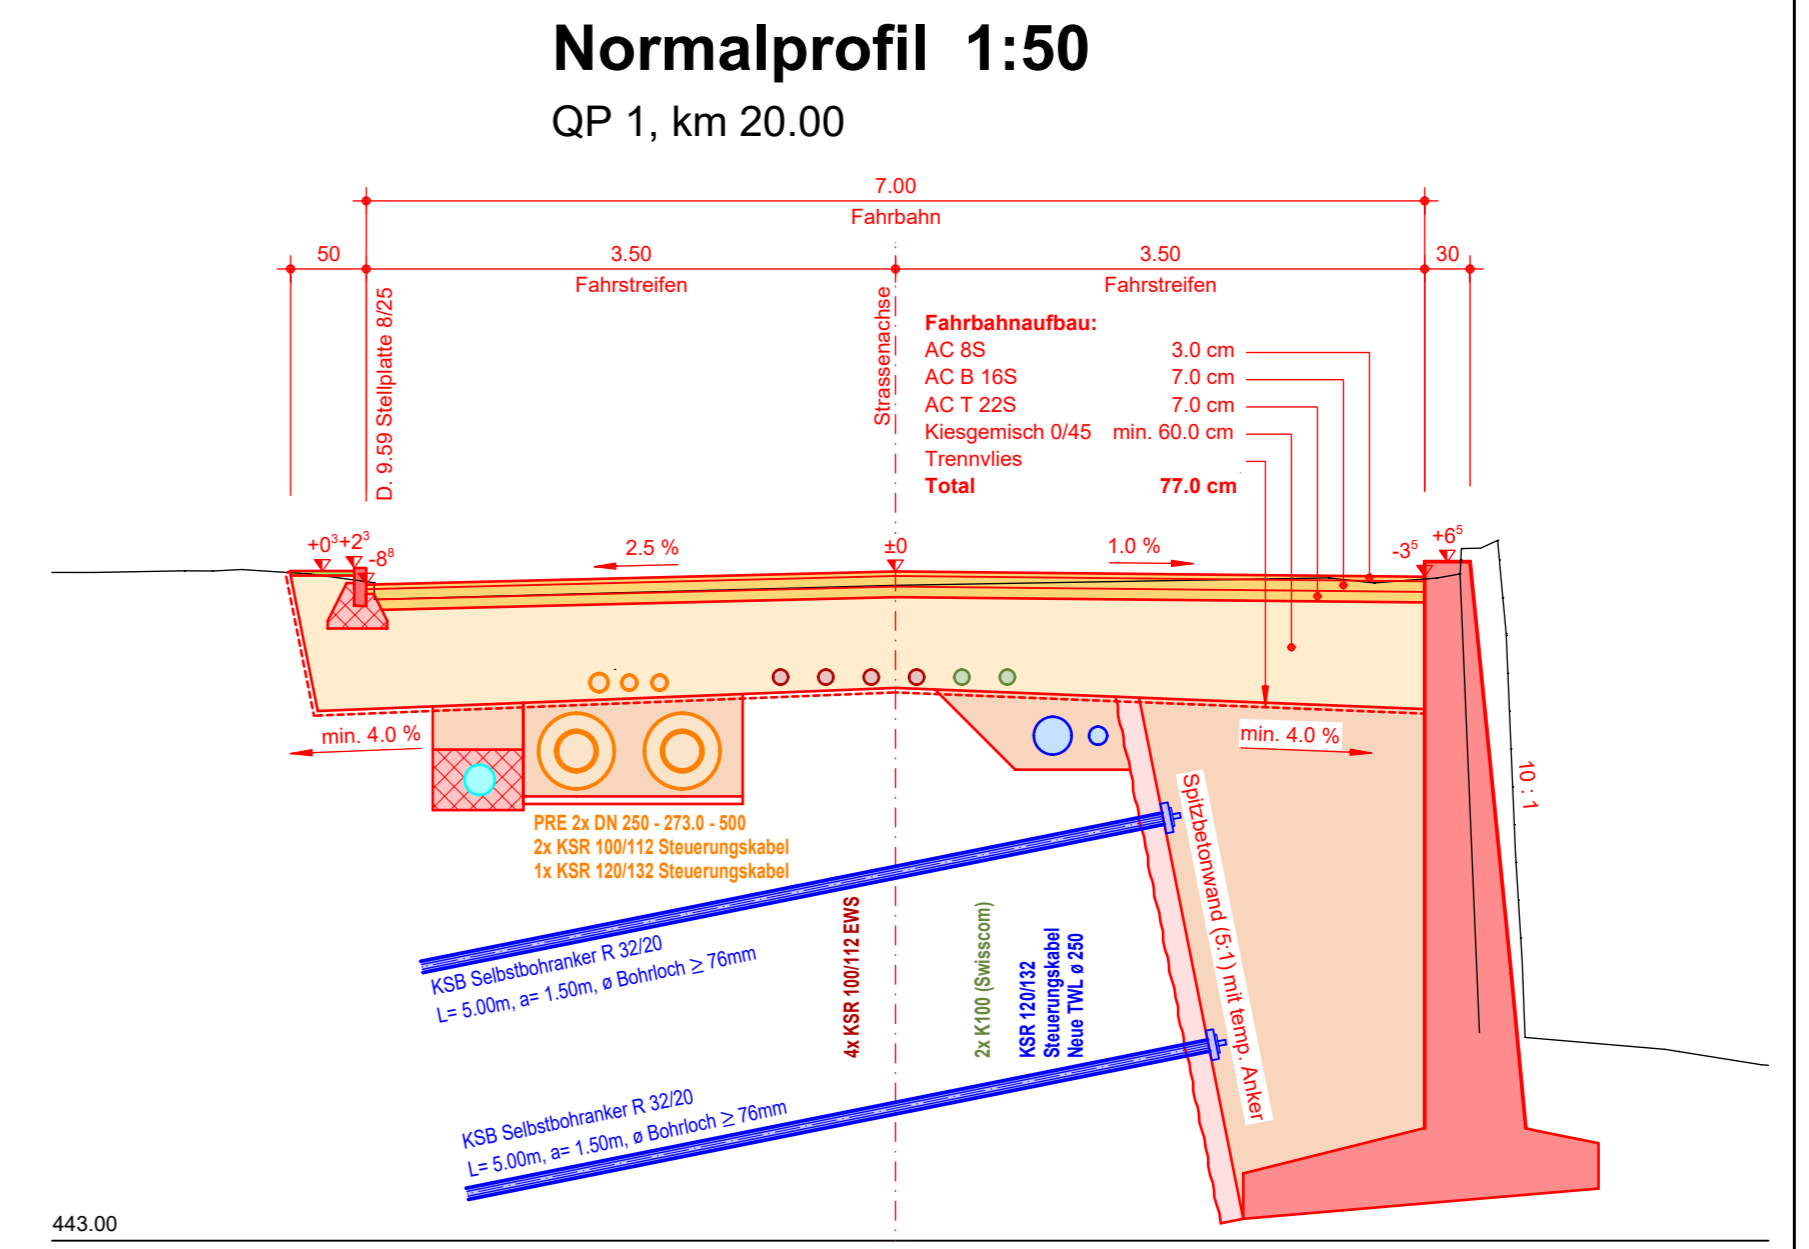 Normalprofil 1:50
QP 1, km 20.00
7.00
Fahrbahn
50
3.50
3.50
30
Fahrstreifen
Fahrstreifen
D. 9.59 Stellplatte 8/25
Strassenachse
Fahrbahnaufbau:
AC 8S 3.0 cm
AC B 16S 7.0 cm
AC T 22S 7.0 cm
Kiesgemisch 0/45 min. 60.0 cm
Trennvlies
Total 77.0 cm
+0³
+2³
-8⁸
2.5 %
±0
1.0 %
-3⁵
+6⁵
min. 4.0 %
min. 4.0 %
10 : 1
PRE 2x DN 250 - 273.0 - 500
2x KSR 100/112 Steuerungskabel
1x KSR 120/132 Steuerungskabel
Spitzbetonwand (5:1) mit temp. Anker
KSB Selbstbohranker R 32/20
L= 5.00m, a= 1.50m, ø Bohrloch ≥ 76mm
4x KSR 100/112 EWS
2x K100 (Swisscom)
KSR 120/132
Steuerungskabel
Neue TWL ø 250
KSB Selbstbohranker R 32/20
L= 5.00m, a= 1.50m, ø Bohrloch ≥ 76mm
443.00